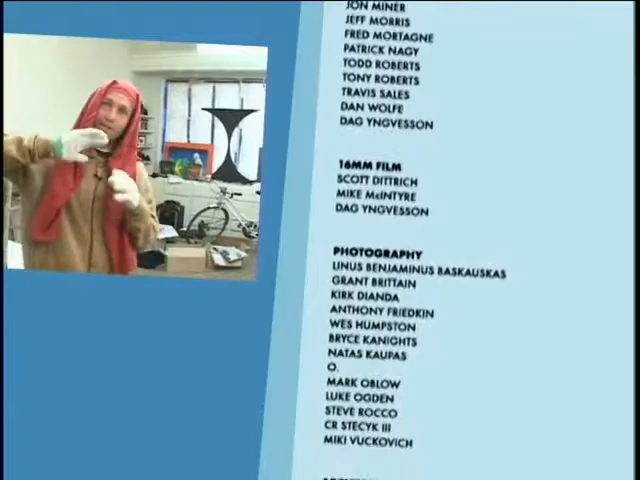 JON MINER
JEFF MORRIS
FRED MORTAGNE
PATRICK NAGY
TODD ROBERTS
TONY ROBERTS
TRAVIS SALES
DAN WOLFE
DAG YNGVESSON
16MM FILM
SCOTT DITTRICH
MIKE McINTYRE
DAG YNGVESSON
PHOTOGRAPHY
LINUS BENJAMINUS BASKAUSKAS
GRANT BRITTAIN
KIRK DIANDA
ANTHONY FRIEDKIN
WES HUMPSTON
BRYCE KANIGHTS
NATAS KAUPAS
O.
MARK OBLOW
LUKE OGDEN
STEVE ROCCO
CR STECYK III
MIKI VUCKOVICH